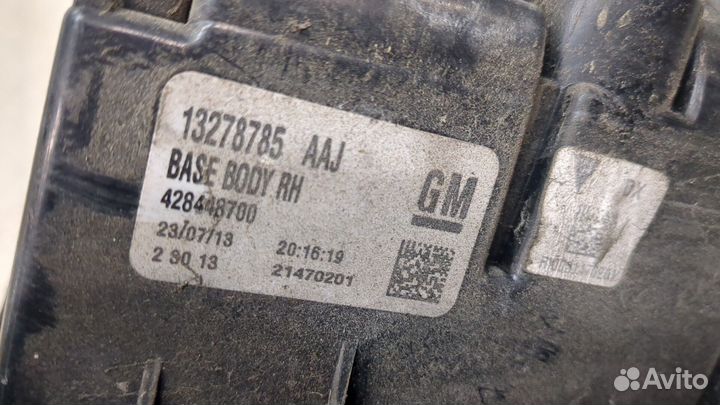 13278785 AAJ
BASE BODY RH
GM
428448700
23/07/13 20:16:19
2 30 13 21470201
Avito